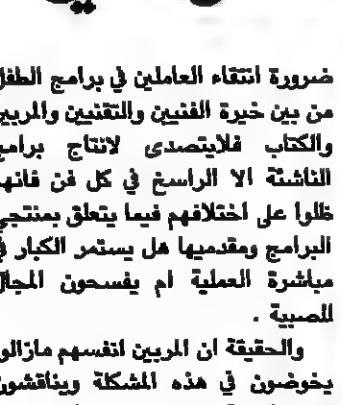 ضرورة انتقاء العاملين في برامج الطفل
من بين خيرة الفنيين والتقنيين والمربين
والكتاب فلايتصدى لانتاج برامج
الناشئة الا الراسخ في كل فن فانهم
ظلوا على اختلافهم فيما يتعلق بمنتجي
البرامج ومقدميها هل يستمر الكبار في
مباشرة العملية ام يفسحون المجال
للصبية .
والحقيقة ان المربين انفسهم مازالوا
يخوضون في هذه المشكلة ويناقشون